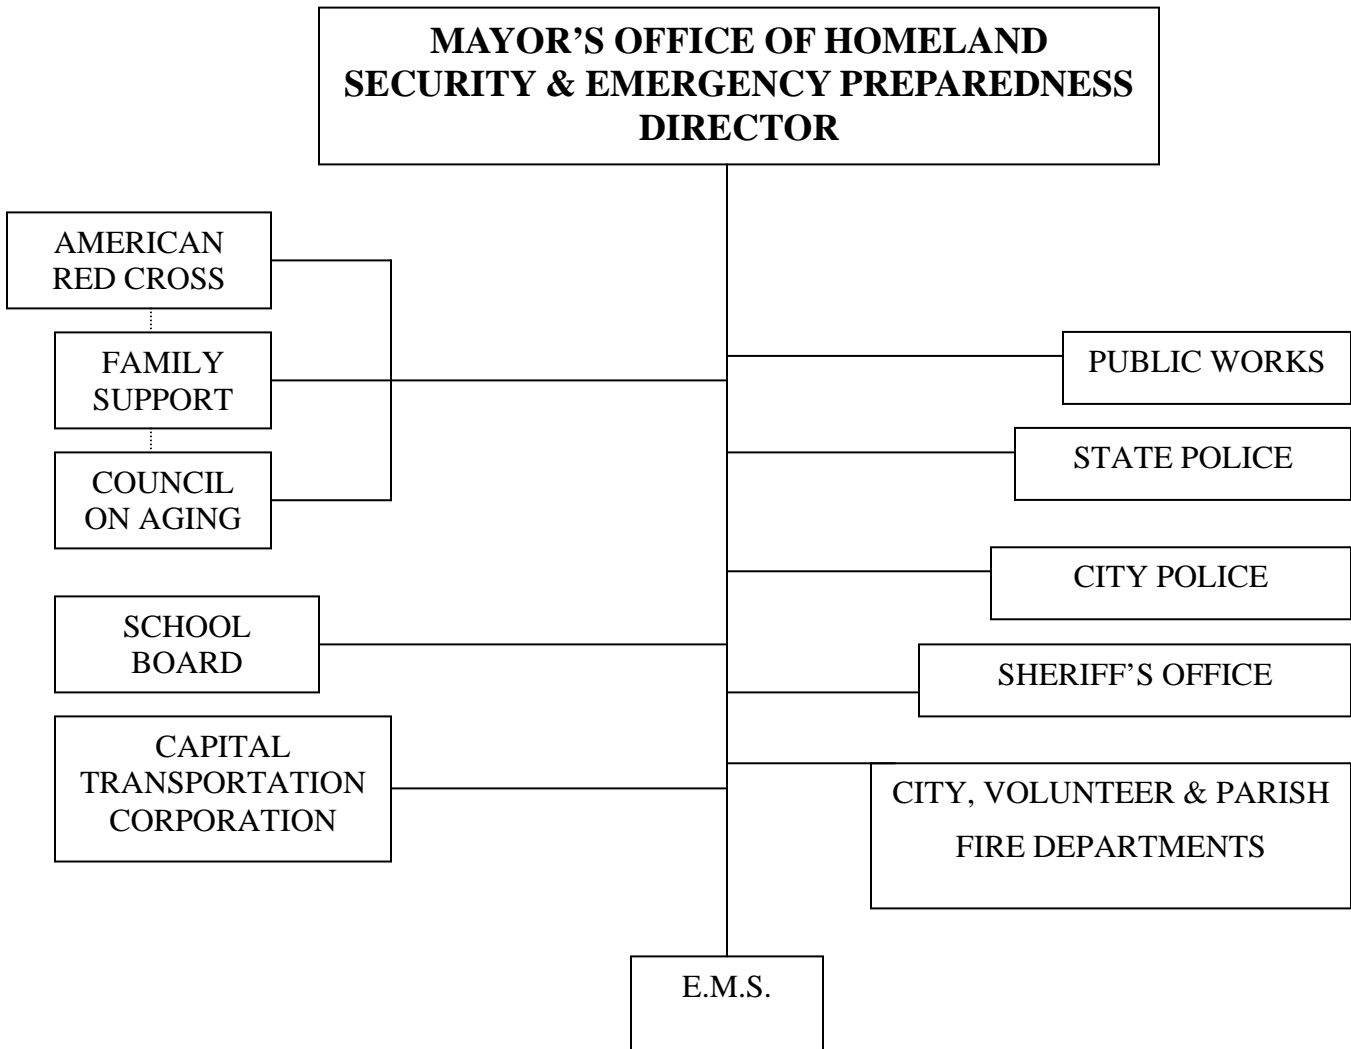 MAYOR’S OFFICE OF HOMELAND
SECURITY & EMERGENCY PREPAREDNESS
DIRECTOR
AMERICAN
RED CROSS
FAMILY
SUPPORT
COUNCIL
ON AGING
SCHOOL
BOARD
CAPITAL
TRANSPORTATION
CORPORATION
PUBLIC WORKS
STATE POLICE
CITY POLICE
SHERIFF’S OFFICE
CITY, VOLUNTEER & PARISH
FIRE DEPARTMENTS
E.M.S.